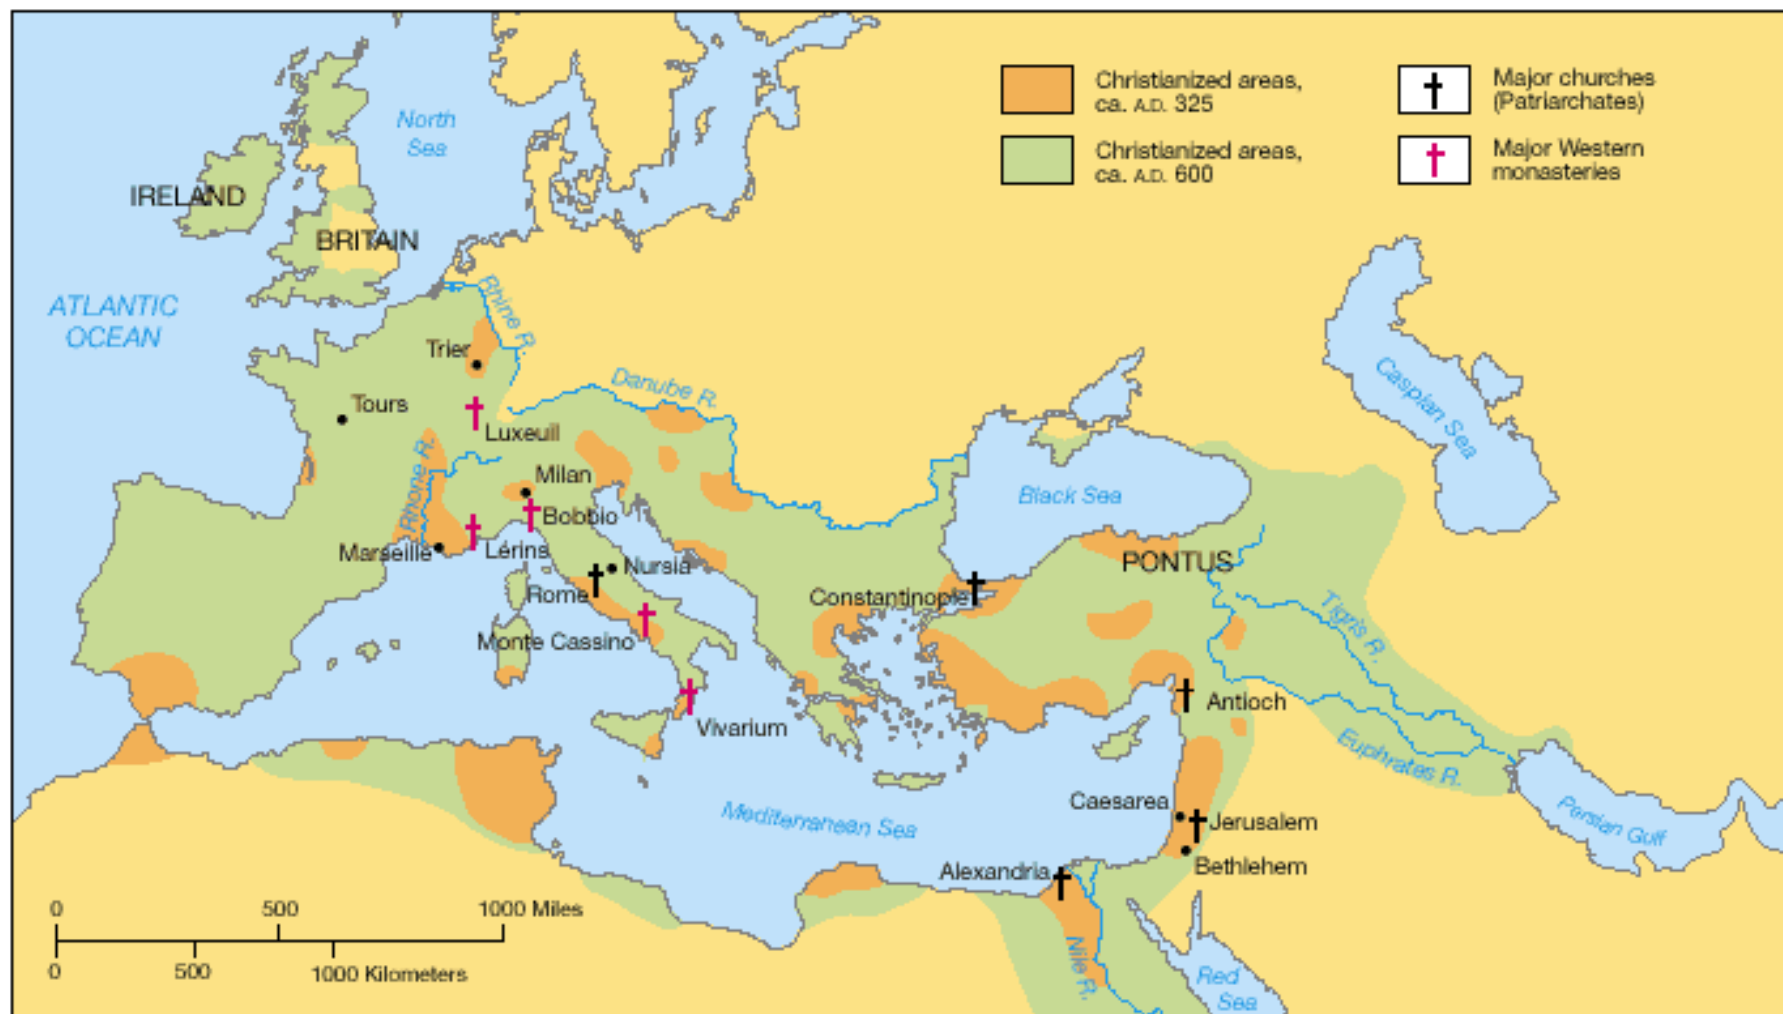 Christianized areas,
ca. A.D. 325
Major churches
(Patriarchates)
Christianized areas,
ca. A.D. 600
Major Western
monasteries
North
Sea
IRELAND
BRITAIN
ATLANTIC
OCEAN
Rhine R.
Trier
Danube R.
Tours
Luxeuil
Rhone R.
Milan
Bobbio
Marseille
Lérins
Nursia
Rome
Monte Cassino
Vivarium
Black Sea
Caspian Sea
PONTUS
Constantinople
Tigris R.
Antioch
Euphrates R.
Caesarea
Jerusalem
Bethlehem
Mediterranean Sea
Alexandria
Persian Gulf
Nile R.
Red
Sea
0 500 1000 Miles
0 500 1000 Kilometers